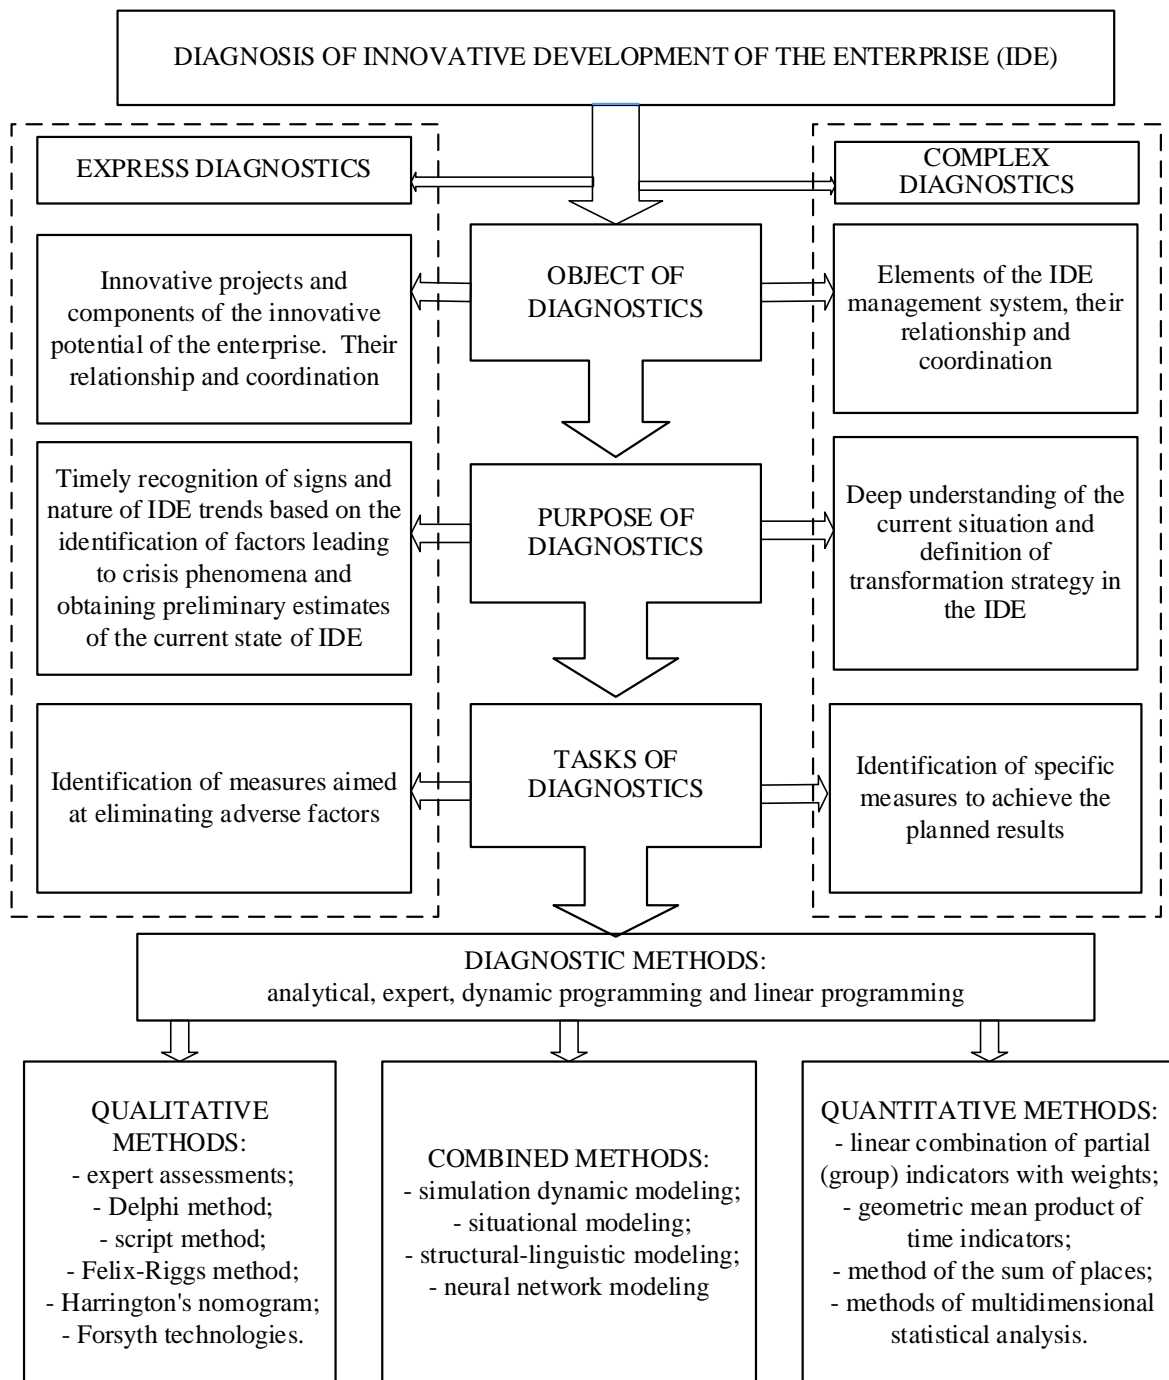 DIAGNOSIS OF INNOVATIVE DEVELOPMENT OF THE ENTERPRISE (IDE)
EXPRESS DIAGNOSTICS
COMPLEX
DIAGNOSTICS
Innovative projects and
components of the innovative
potential of the enterprise. Their
relationship and coordination
OBJECT OF
DIAGNOSTICS
Elements of the IDE
management system, their
relationship and
coordination
Timely recognition of signs and
nature of IDE trends based on the
identification of factors leading
to crisis phenomena and
obtaining preliminary estimates
of the current state of IDE
PURPOSE OF
DIAGNOSTICS
Deep understanding of the
current situation and
definition of
transformation strategy in
the IDE
Identification of measures aimed
at eliminating adverse factors
TASKS OF
DIAGNOSTICS
Identification of specific
measures to achieve the
planned results
DIAGNOSTIC METHODS:
analytical, expert, dynamic programming and linear programming
QUALITATIVE
METHODS:
- expert assessments;
- Delphi method;
- script method;
- Felix-Riggs method;
- Harrington's nomogram;
- Forsyth technologies.
COMBINED METHODS:
- simulation dynamic modeling;
- situational modeling;
- structural-linguistic modeling;
- neural network modeling
QUANTITATIVE METHODS:
- linear combination of partial
(group) indicators with weights;
- geometric mean product of
time indicators;
- method of the sum of places;
- methods of multidimensional
statistical analysis.